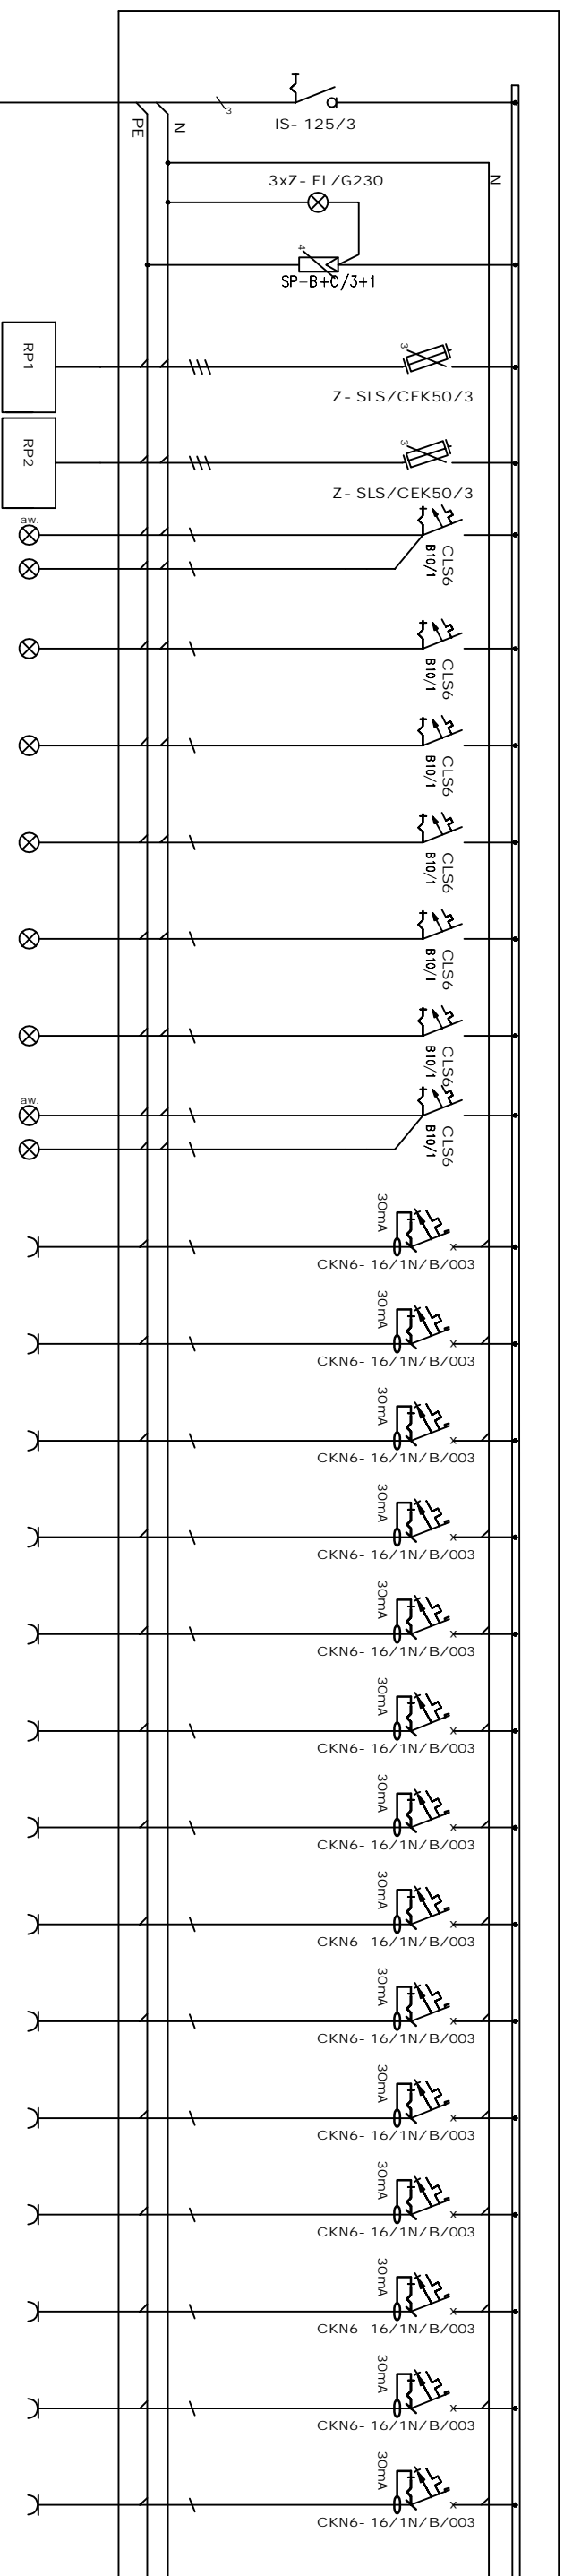 3
IS- 125/3
PE
N
N
3xZ- EL/G230
4
SP-B+C/3+1
RP1
3
Z- SLS/CEK50/3
RP2
3
Z- SLS/CEK50/3
aw.
CLS6
B10/1
CLS6
B10/1
CLS6
B10/1
CLS6
B10/1
CLS6
B10/1
CLS6
B10/1
aw.
CLS6
B10/1
30mA
CKN6- 16/1N/B/003
30mA
CKN6- 16/1N/B/003
30mA
CKN6- 16/1N/B/003
30mA
CKN6- 16/1N/B/003
30mA
CKN6- 16/1N/B/003
30mA
CKN6- 16/1N/B/003
30mA
CKN6- 16/1N/B/003
30mA
CKN6- 16/1N/B/003
30mA
CKN6- 16/1N/B/003
30mA
CKN6- 16/1N/B/003
30mA
CKN6- 16/1N/B/003
30mA
CKN6- 16/1N/B/003
30mA
CKN6- 16/1N/B/003
30mA
CKN6- 16/1N/B/003